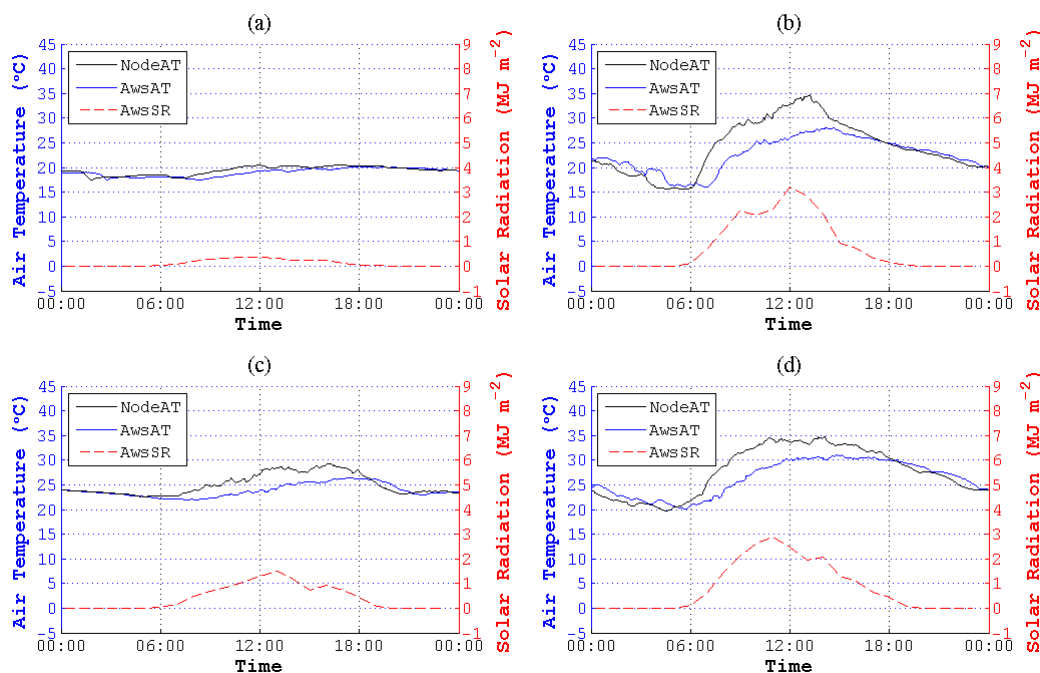 (a)
45 9
40 8
35 7
30 6
25 5
20 4
15 3
10 2
5 1
0 0
-5 -1
Air Temperature (°C)
Solar Radiation (MJ m⁻²)
NodeAT
AwsAT
AwsSR
00:00 06:00 12:00 18:00 00:00
Time
(b)
45 9
40 8
35 7
30 6
25 5
20 4
15 3
10 2
5 1
0 0
-5 -1
Air Temperature (°C)
Solar Radiation (MJ m⁻²)
NodeAT
AwsAT
AwsSR
00:00 06:00 12:00 18:00 00:00
Time
(c)
45 9
40 8
35 7
30 6
25 5
20 4
15 3
10 2
5 1
0 0
-5 -1
Air Temperature (°C)
Solar Radiation (MJ m⁻²)
NodeAT
AwsAT
AwsSR
00:00 06:00 12:00 18:00 00:00
Time
(d)
45 9
40 8
35 7
30 6
25 5
20 4
15 3
10 2
5 1
0 0
-5 -1
Air Temperature (°C)
Solar Radiation (MJ m⁻²)
NodeAT
AwsAT
AwsSR
00:00 06:00 12:00 18:00 00:00
Time